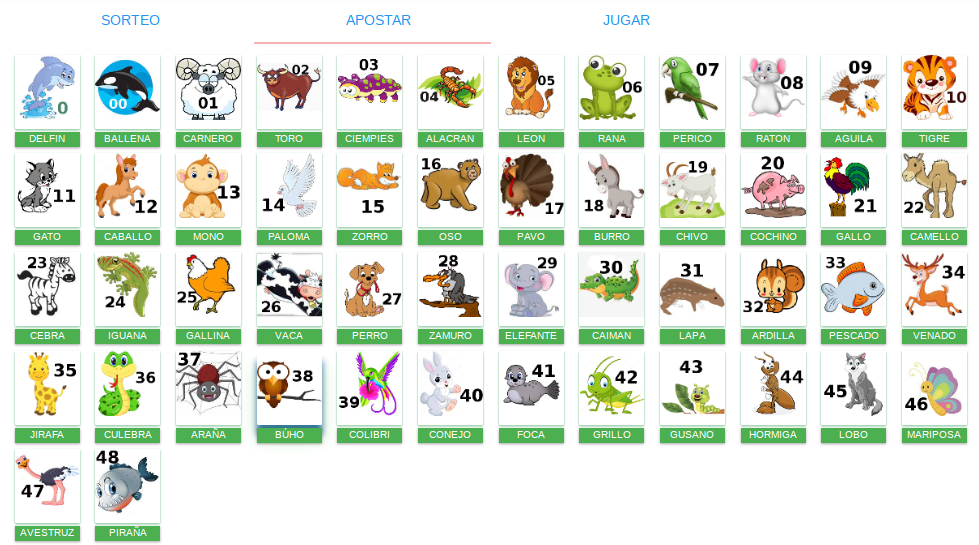 SORTEO APOSTAR JUGAR
0 00 01 02 03 04 05 06 07 08 09 10
DELFIN BALLENA CARNERO TORO CIEMPIES ALACRAN LEON RANA PERICO RATON AGUILA TIGRE
11 12 13 14 15 16 17 18 19 20 21 22
GATO CABALLO MONO PALOMA ZORRO OSO PAVO BURRO CHIVO COCHINO GALLO CAMELLO
23 24 25 26 27 28 29 30 31 32 33 34
CEBRA IGUANA GALLINA VACA PERRO ZAMURO ELEFANTE CAIMAN LAPA ARDILLA PESCADO VENADO
35 36 37 38 39 40 41 42 43 44 45 46
JIRAFA CULEBRA ARAÑA BÚHO COLIBRI CONEJO FOCA GRILLO GUSANO HORMIGA LOBO MARIPOSA
47 48
AVESTRUZ PIRAÑA